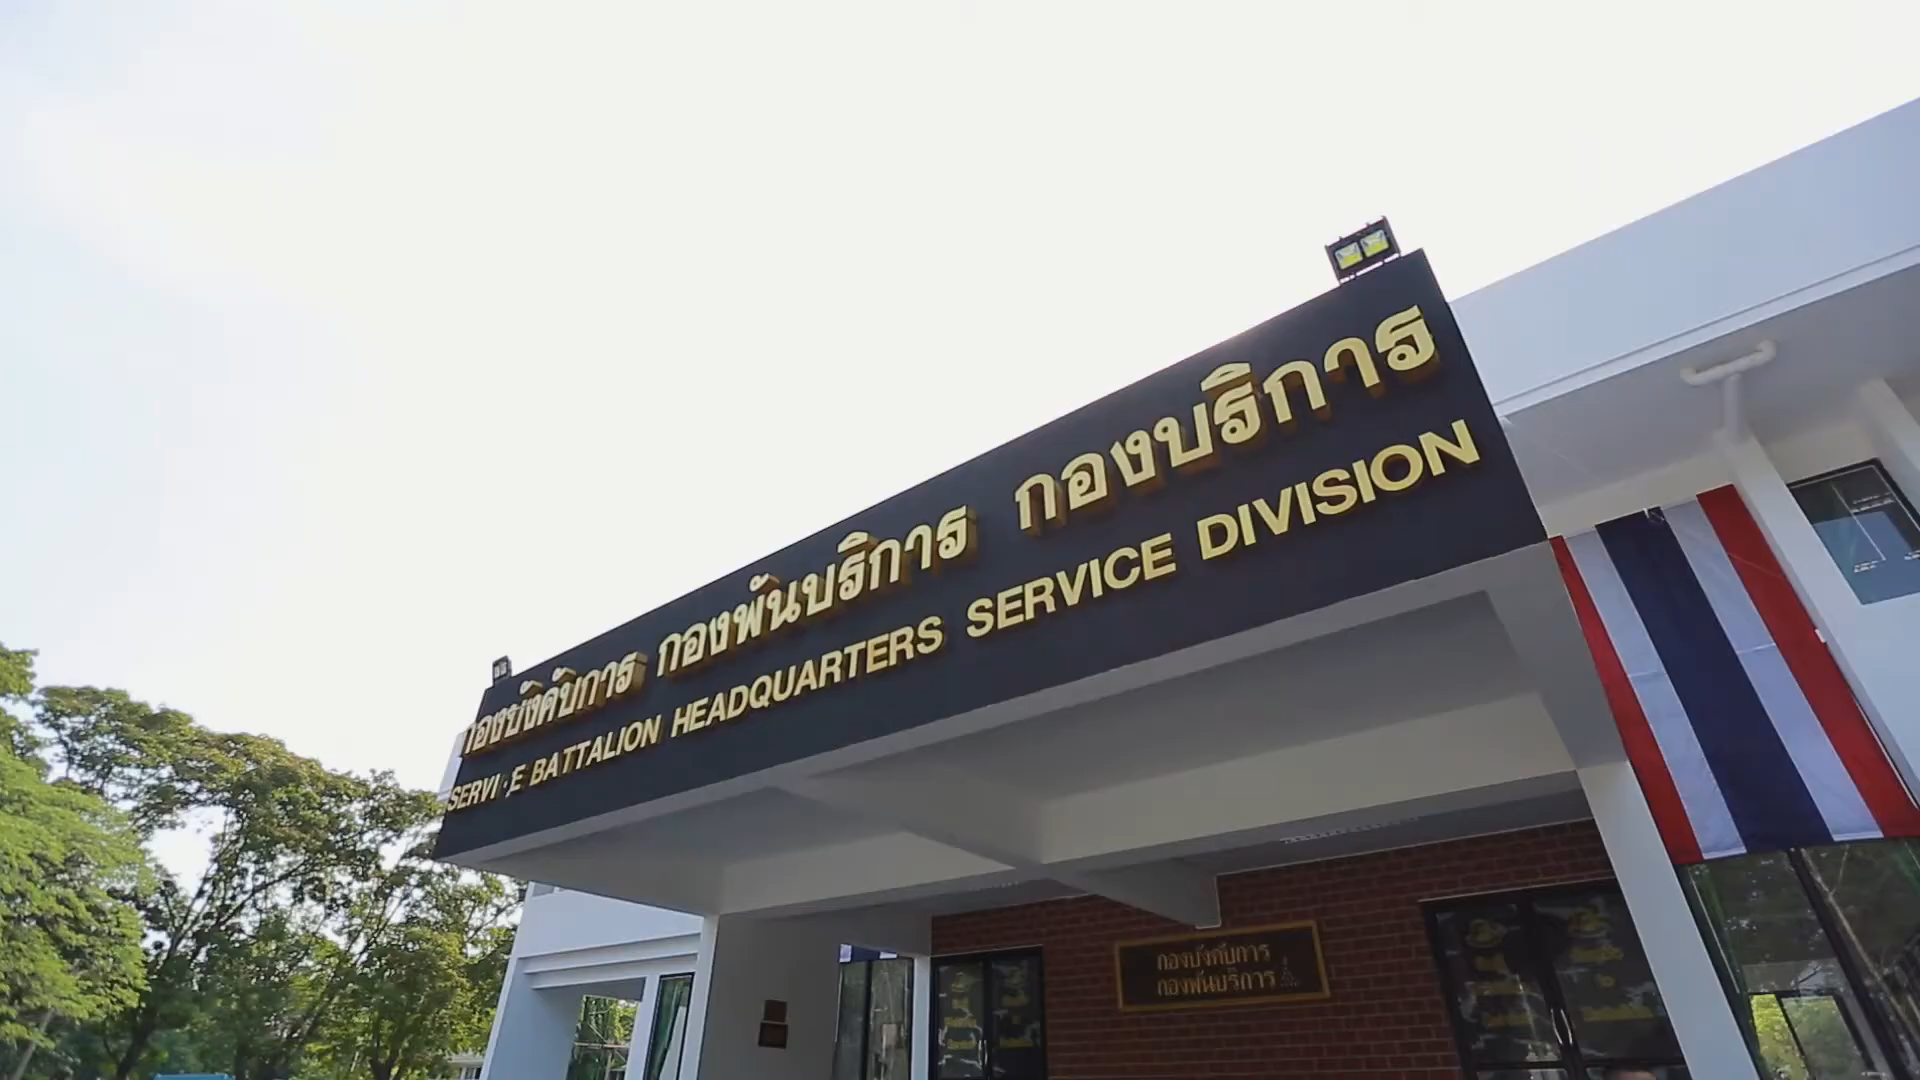 กองบังคับการ กองพันบริการ กองบริการ
SERVICE BATTALION HEADQUARTERS SERVICE DIVISION
กองบังคับการ
กองพันบริการ